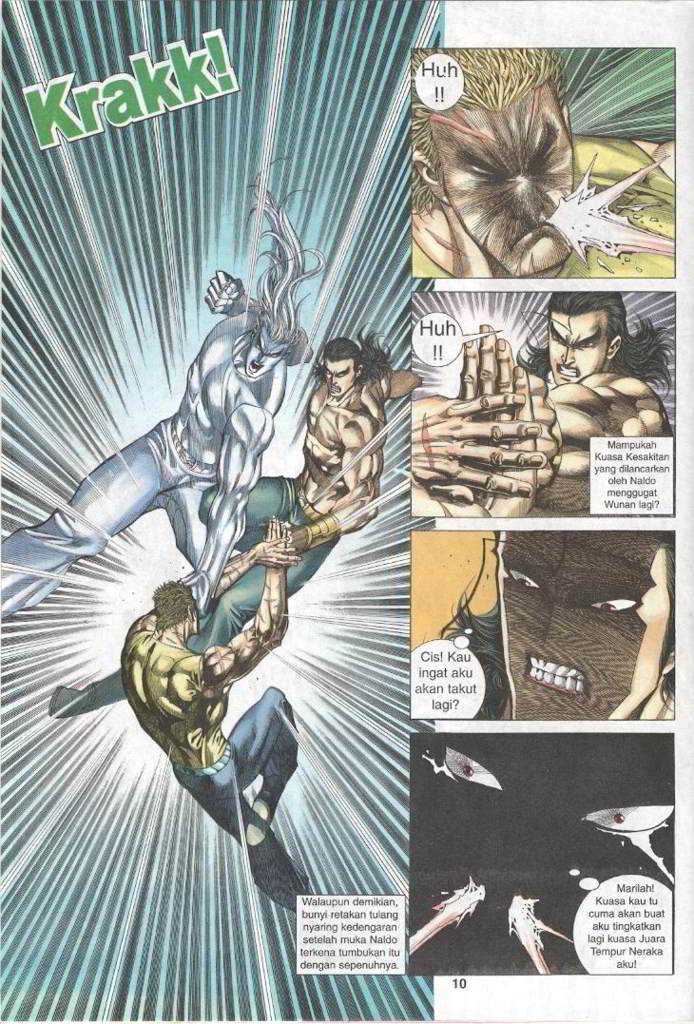 Krakk!
Walaupun demikian,
bunyi retakan tulang
nyaring kedengaran
setelah muka Naldo
terkena tumbukan itu
dengan sepenuhnya.
Huh
!!
Huh
!!
Mampukah
Kuasa Kesakitan
yang dilancarkan
oleh Naldo
menggugat
Wunan lagi?
Cis! Kau
ingat aku
akan takut
lagi?
Marilah!
Kuasa kau tu
cuma akan buat
aku tingkatkan
lagi kuasa Juara
Tempur Neraka
aku!
10